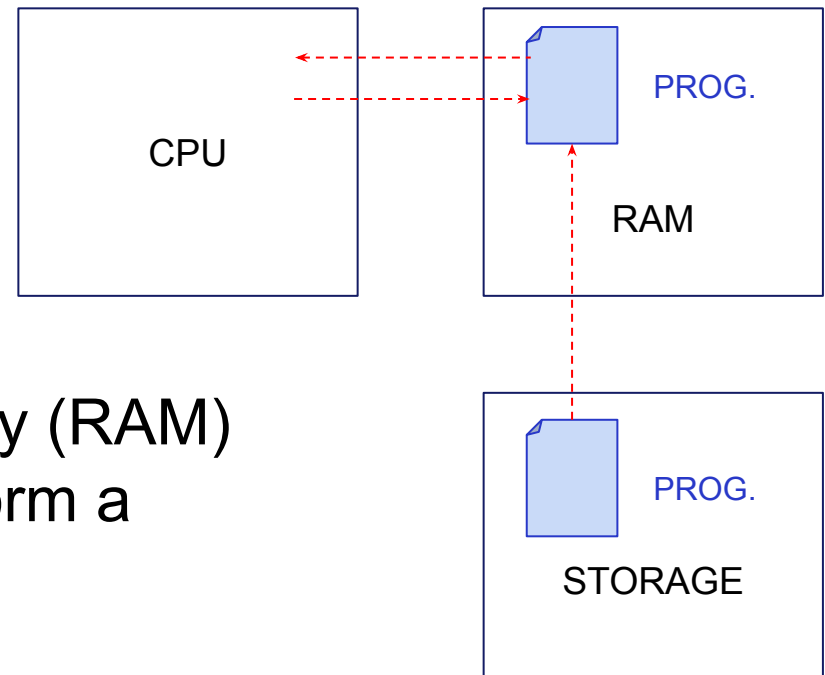 PROG.
CPU
RAM
y (RAM)
orm a
PROG.
STORAGE